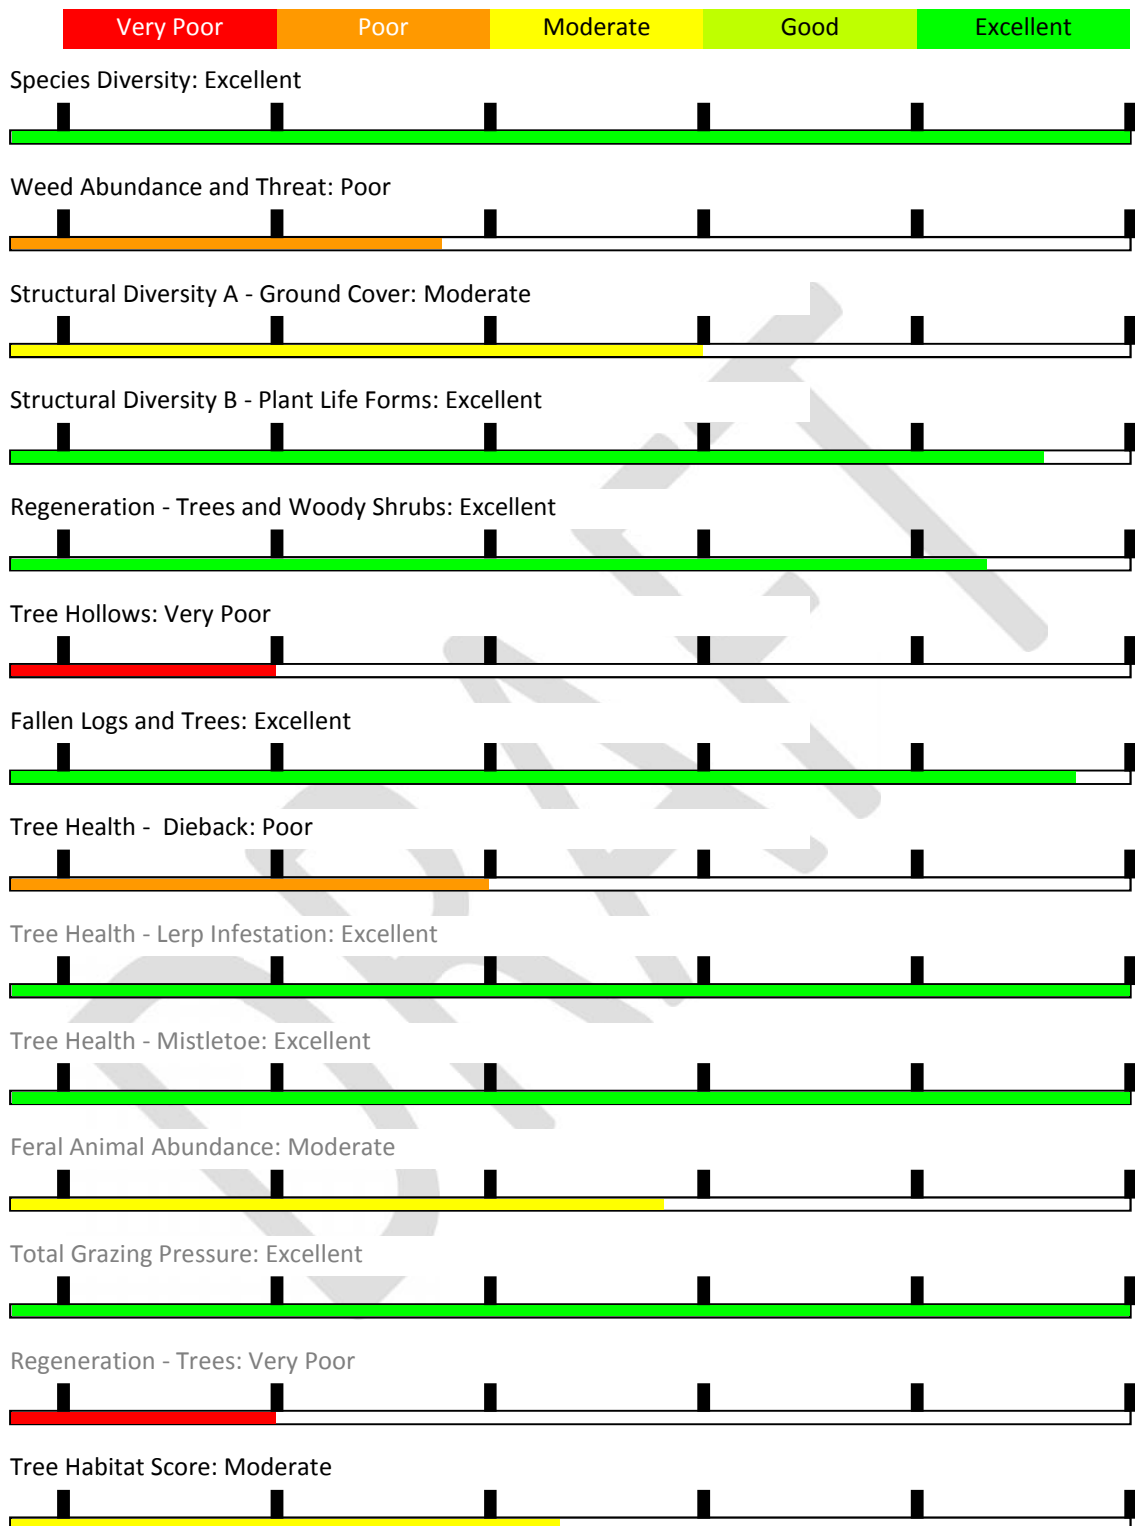 Very Poor Poor Moderate Good Excellent
Species Diversity: Excellent
Weed Abundance and Threat: Poor
Structural Diversity A - Ground Cover: Moderate
Structural Diversity B - Plant Life Forms: Excellent
Regeneration - Trees and Woody Shrubs: Excellent
Tree Hollows: Very Poor
Fallen Logs and Trees: Excellent
Tree Health -  Dieback: Poor
Tree Health - Lerp Infestation: Excellent
Tree Health - Mistletoe: Excellent
Feral Animal Abundance: Moderate
Total Grazing Pressure: Excellent
Regeneration - Trees: Very Poor
Tree Habitat Score: Moderate
DRAFT